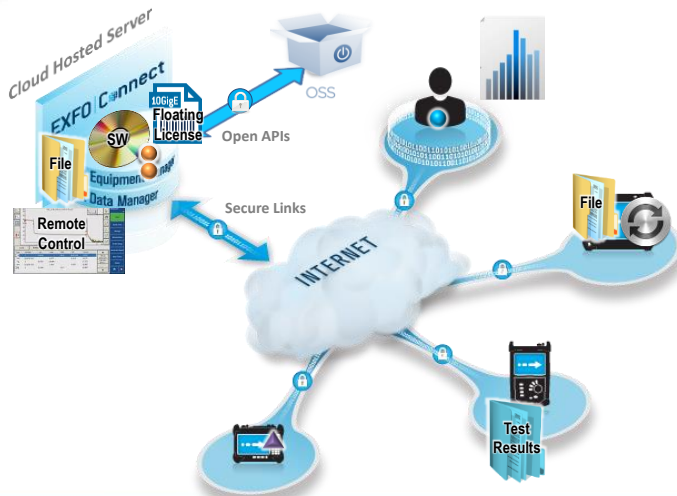 Cloud Hosted Server
EXFO Connect
10GigE
Floating
License
SW
File
Equipment
Data Manager
Remote
Control
OSS
Open APIs
Secure Links
INTERNET
File
Test
Results